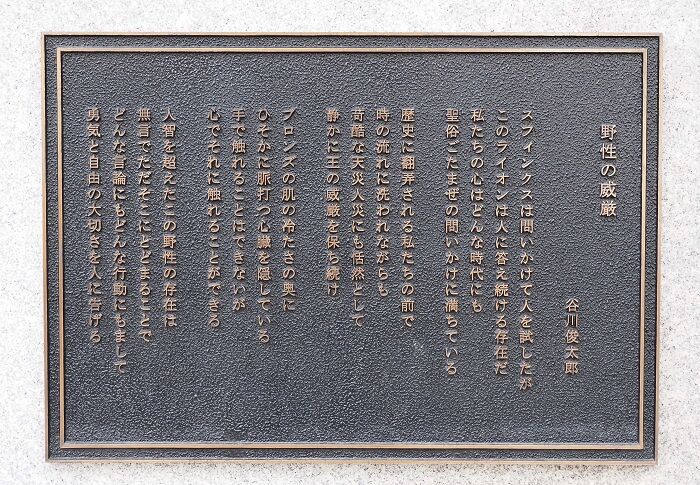 野性の威厳
谷川俊太郎
スフィンクスは問いかけて人を試したが
このライオンは人に答え続ける存在だ
私たちの心はどんな時代にも
聖俗ごたまぜの問いかけに満ちている
歴史に翻弄される私たちの前で
時の流れに洗われながらも
苛酷な天災人災にも恬然として
静かに王の威厳を保ち続け
ブロンズの肌の冷たさの奥に
ひそかに脈打つ心臓を隠している
手で触れることはできないが
心でそれに触れることができる
人智を超えたこの野性の存在は
無言でただそこにとどまることで
どんな言論にもどんな行動にもまして
勇気と自由の大切さを人に告げる